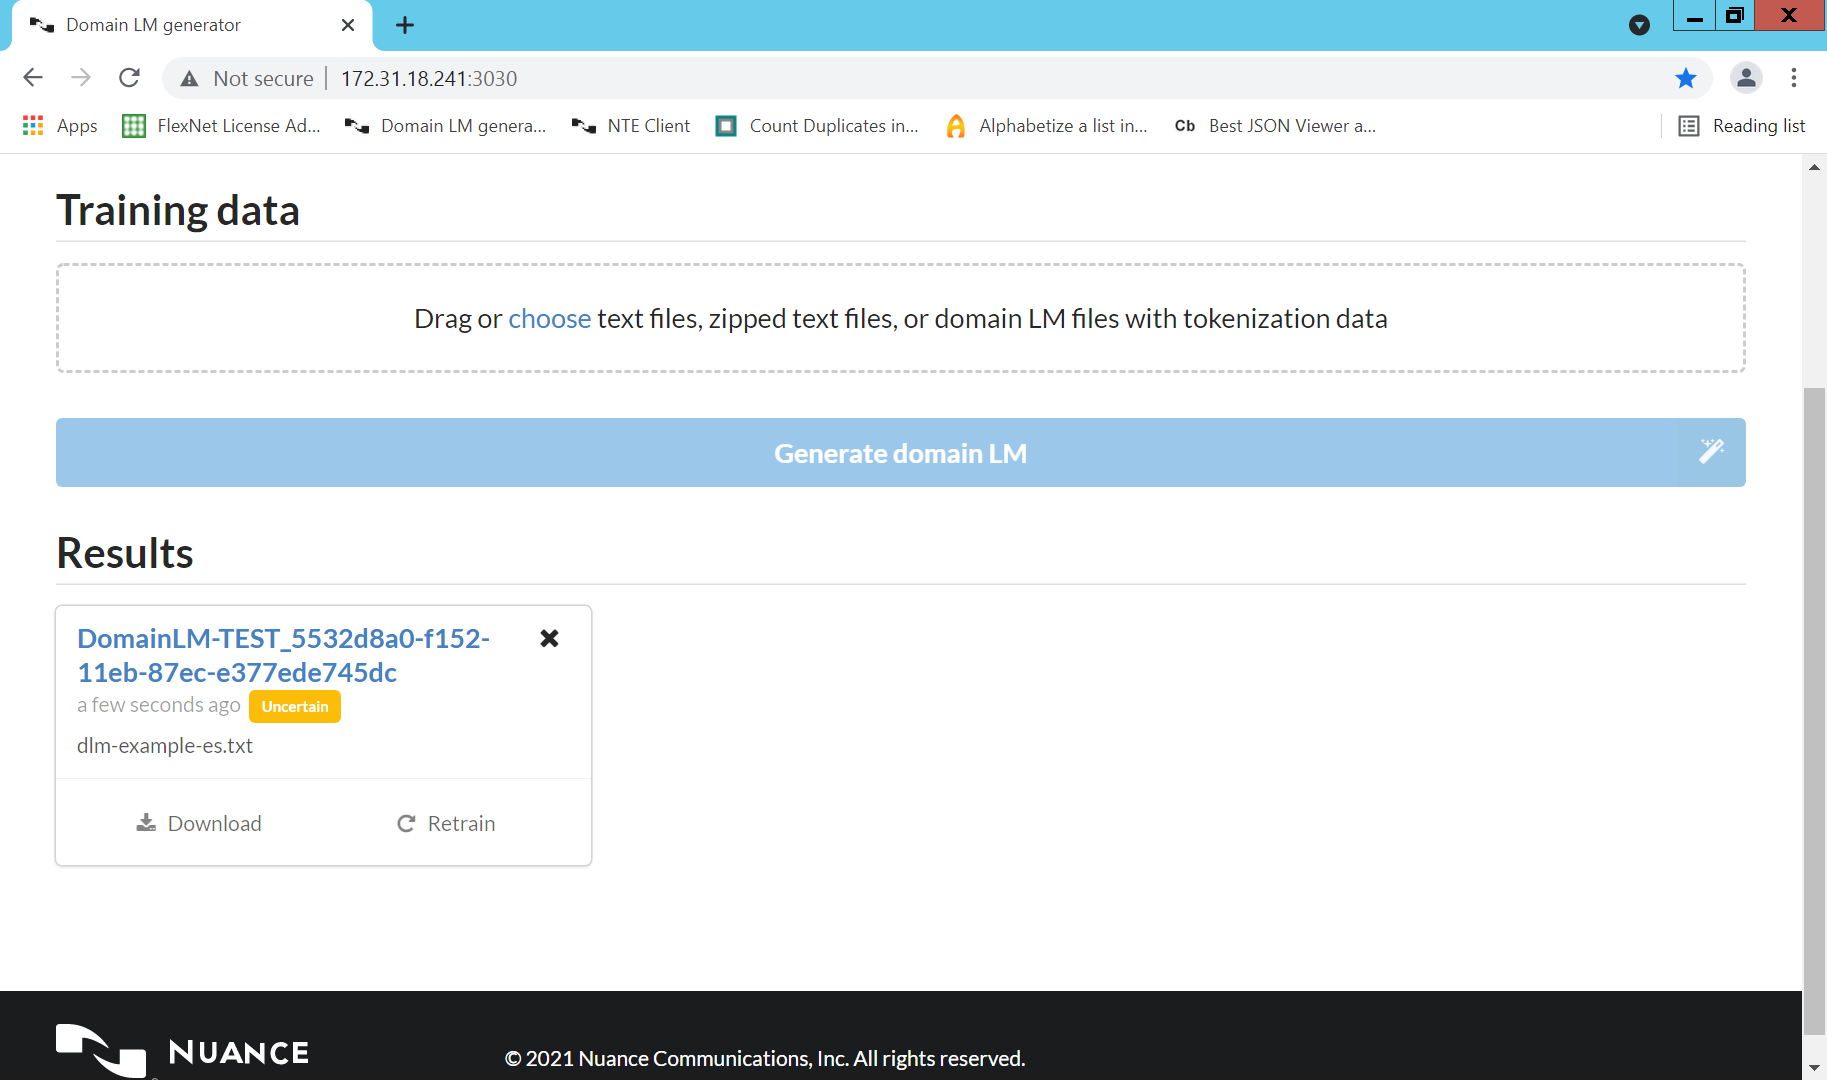 Domain LM generator
Not secure | 172.31.18.241:3030
Apps FlexNet License Ad... Domain LM genera... NTE Client Count Duplicates in... Alphabetize a list in... Cb Best JSON Viewer a... Reading list
Training data
Drag or choose text files, zipped text files, or domain LM files with tokenization data
Generate domain LM
Results
DomainLM-TEST_5532d8a0-f152-
11eb-87ec-e377ede745dc
a few seconds ago Uncertain
dlm-example-es.txt
Download Retrain
NUANCE © 2021 Nuance Communications, Inc. All rights reserved.